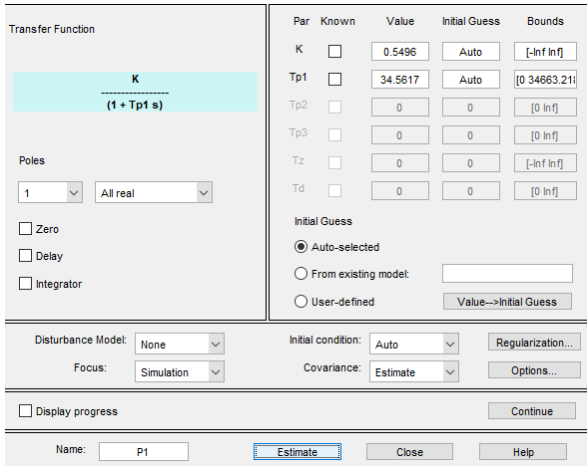 Transfer Function
K
----------------
(1 + Tp1 s)
Poles
1 All real
Zero
Delay
Integrator
Par Known Value Initial Guess Bounds
K 0.5496 Auto [-Inf Inf]
Tp1 34.5617 Auto [0 34663.218
Tp2 0 0 [0 Inf]
Tp3 0 0 [0 Inf]
Tz 0 0 [-Inf Inf]
Td 0 0 [0 Inf]
Initial Guess
Auto-selected
From existing model:
User-defined Value-->Initial Guess
Disturbance Model: None Initial condition: Auto Regularization...
Focus: Simulation Covariance: Estimate Options...
Display progress Continue
Name: P1 Estimate Close Help